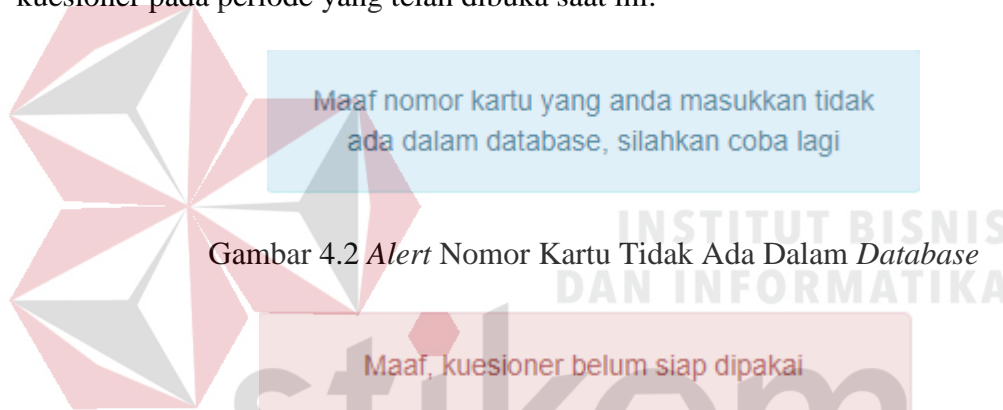 kuesioner pada periode yang telah dibuka saat ini.
Maaf nomor kartu yang anda masukkan tidak
ada dalam database, silahkan coba lagi
INSTITUT BISNIS
Gambar 4.2 Alert Nomor Kartu Tidak Ada Dalam Database
DAN INFORMATIKA
Maaf, kuesioner belum siap dipakai
stikom